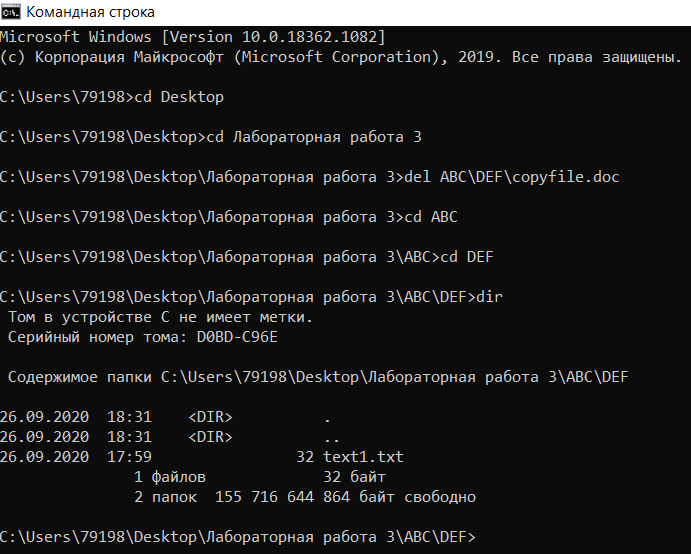 Командная строка
Microsoft Windows [Version 10.0.18362.1082]
(c) Корпорация Майкрософт (Microsoft Corporation), 2019. Все права защищены.
C:\Users\79198>cd Desktop
C:\Users\79198\Desktop>cd Лабораторная работа 3
C:\Users\79198\Desktop\Лабораторная работа 3>del ABC\DEF\copyfile.doc
C:\Users\79198\Desktop\Лабораторная работа 3>cd ABC
C:\Users\79198\Desktop\Лабораторная работа 3\ABC>cd DEF
C:\Users\79198\Desktop\Лабораторная работа 3\ABC\DEF>dir
Том в устройстве C не имеет метки.
Серийный номер тома: D0BD-C96E
Содержимое папки C:\Users\79198\Desktop\Лабораторная работа 3\ABC\DEF
26.09.2020  18:31    <DIR>          .
26.09.2020  18:31    <DIR>          ..
26.09.2020  17:59                32 text1.txt
1 файлов             32 байт
2 папок  155 716 644 864 байт свободно
C:\Users\79198\Desktop\Лабораторная работа 3\ABC\DEF>